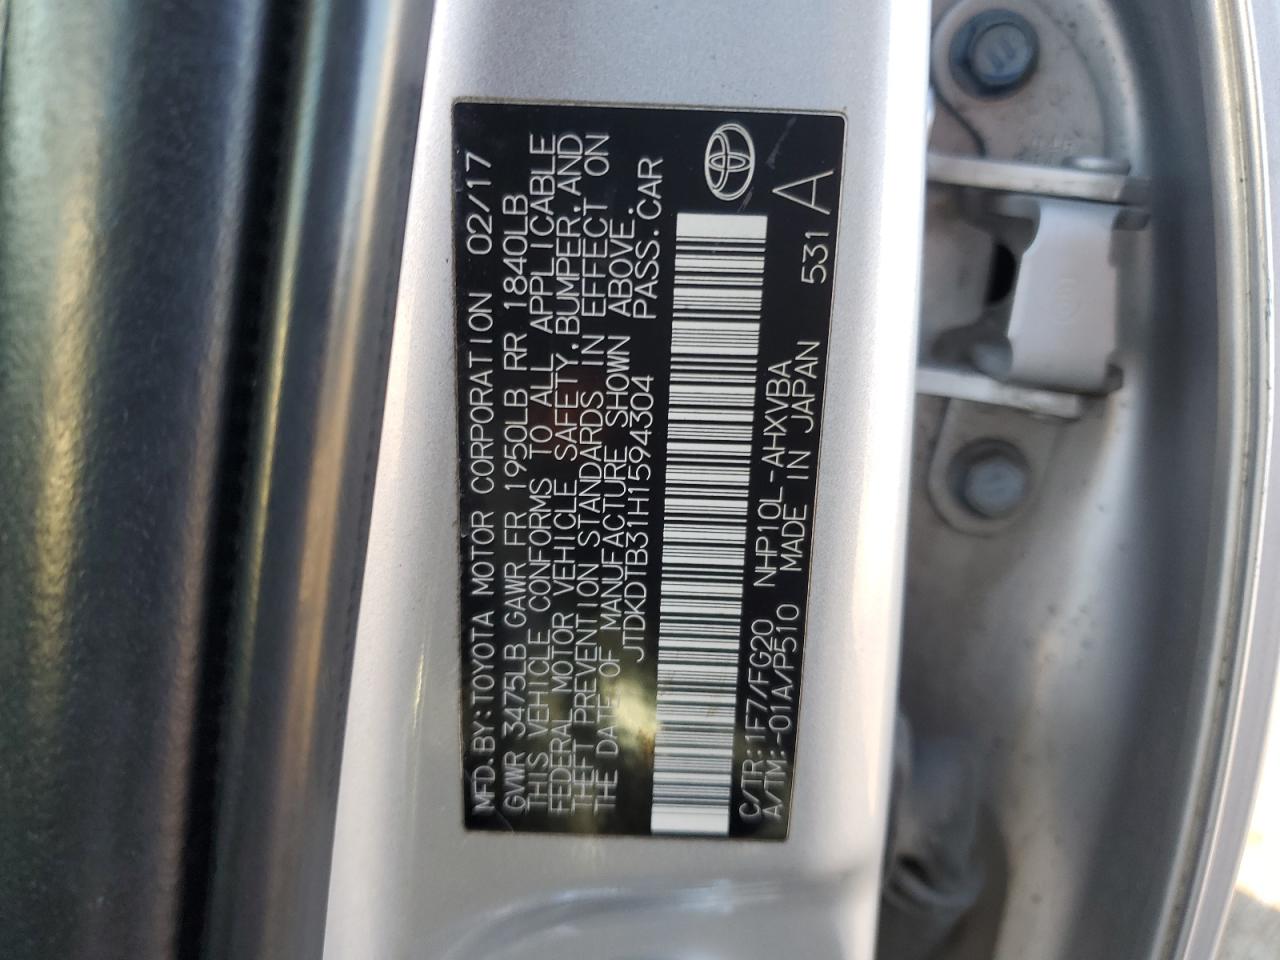 MFD.BY:TOYOTA MOTOR CORPORATION 02/17
GVWR 3475LB GAWR FR 1950LB RR 1840LB
THIS VEHICLE CONFORMS TO ALL APPLICABLE
FEDERAL MOTOR VEHICLE SAFETY,BUMPER,AND
THEFT PREVENTION STANDARDS IN EFFECT ON
THE DATE OF MANUFACTURE SHOWN ABOVE.
JTDKDTB31H1594304 PASS.CAR
C/TR:1F7/FG20 NHP10L-AHXVBA 531 A
A/TM:-01A/P510 MADE IN JAPAN